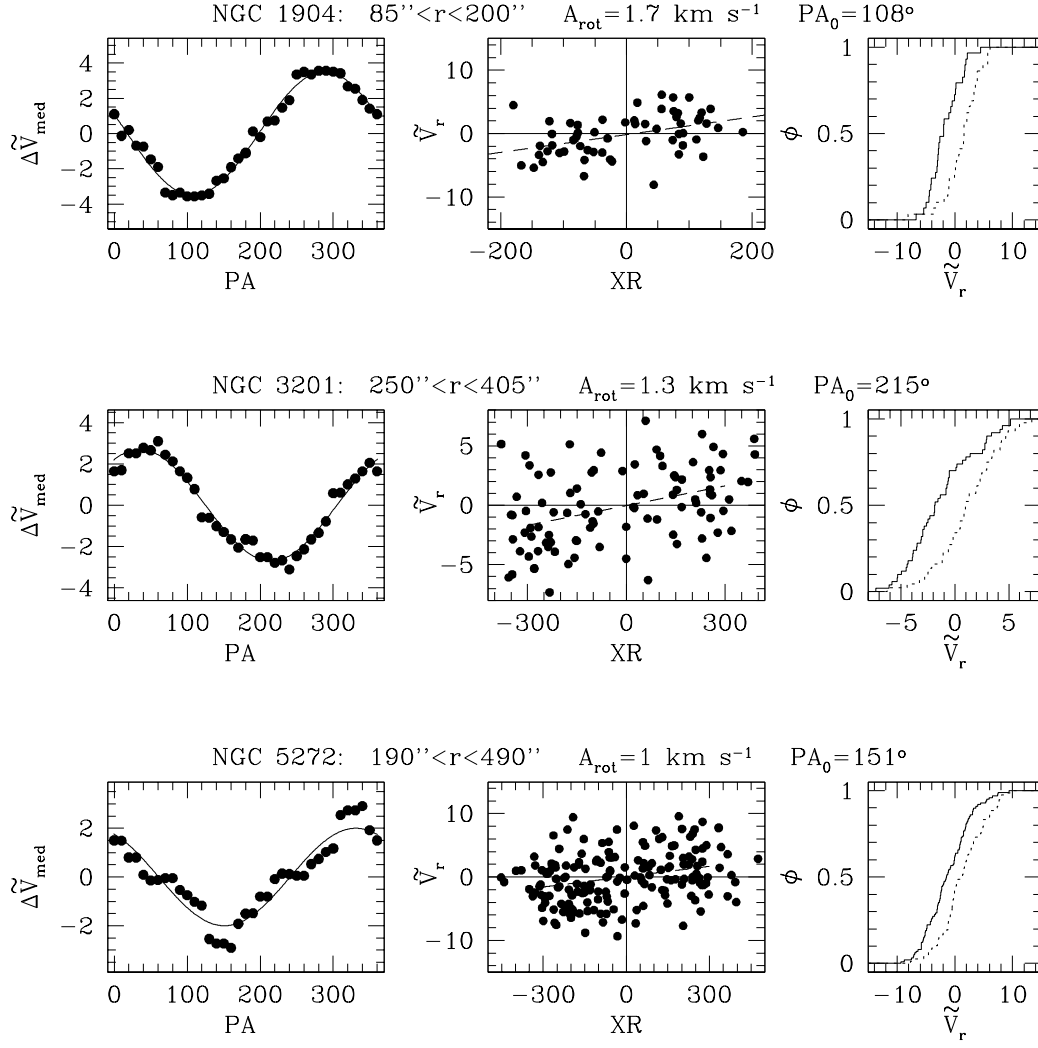 NGC 1904: 85''<r<200'' A_rot=1.7 km s⁻¹ PA₀=108°
ΔṼ_med
4
2
0
−2
−4
0 100 200 300
PA
Ṽ_r
10
0
−10
−200 0 200
XR
ϕ
1
0.5
0
−10 0 10
Ṽ_r
NGC 3201: 250''<r<405'' A_rot=1.3 km s⁻¹ PA₀=215°
ΔṼ_med
4
2
0
−2
−4
0 100 200 300
PA
Ṽ_r
5
0
−5
−300 0 300
XR
ϕ
1
0.5
0
−5 0 5
Ṽ_r
NGC 5272: 190''<r<490'' A_rot=1 km s⁻¹ PA₀=151°
ΔṼ_med
2
0
−2
0 100 200 300
PA
Ṽ_r
10
0
−10
−300 0 300
XR
ϕ
1
0.5
0
−10 0 10
Ṽ_r